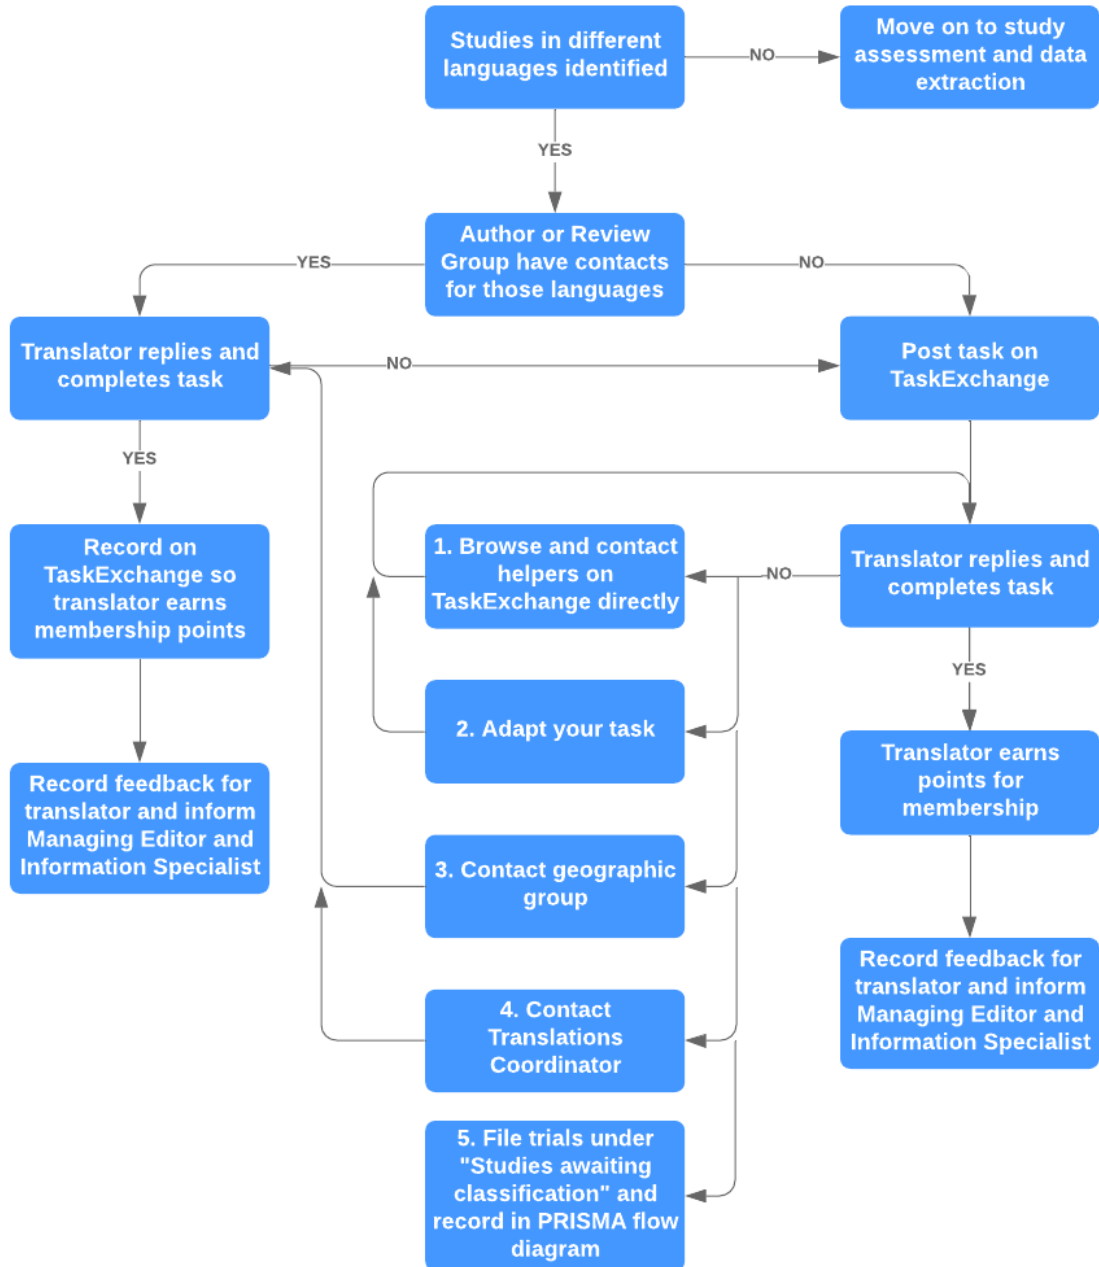 Studies in different
languages identified
NO
Move on to study
assessment and data
extraction
YES
Author or Review
Group have contacts
for those languages
YES
NO
Translator replies and
completes task
NO
Post task on
TaskExchange
YES
Record on
TaskExchange so
translator earns
membership points
1. Browse and contact
helpers on
TaskExchange directly
NO
Translator replies and
completes task
YES
2. Adapt your task
Translator earns
points for
membership
Record feedback for
translator and inform
Managing Editor and
Information Specialist
3. Contact geographic
group
Record feedback for
translator and inform
Managing Editor and
Information Specialist
4. Contact
Translations
Coordinator
5. File trials under
"Studies awaiting
classification" and
record in PRISMA flow
diagram